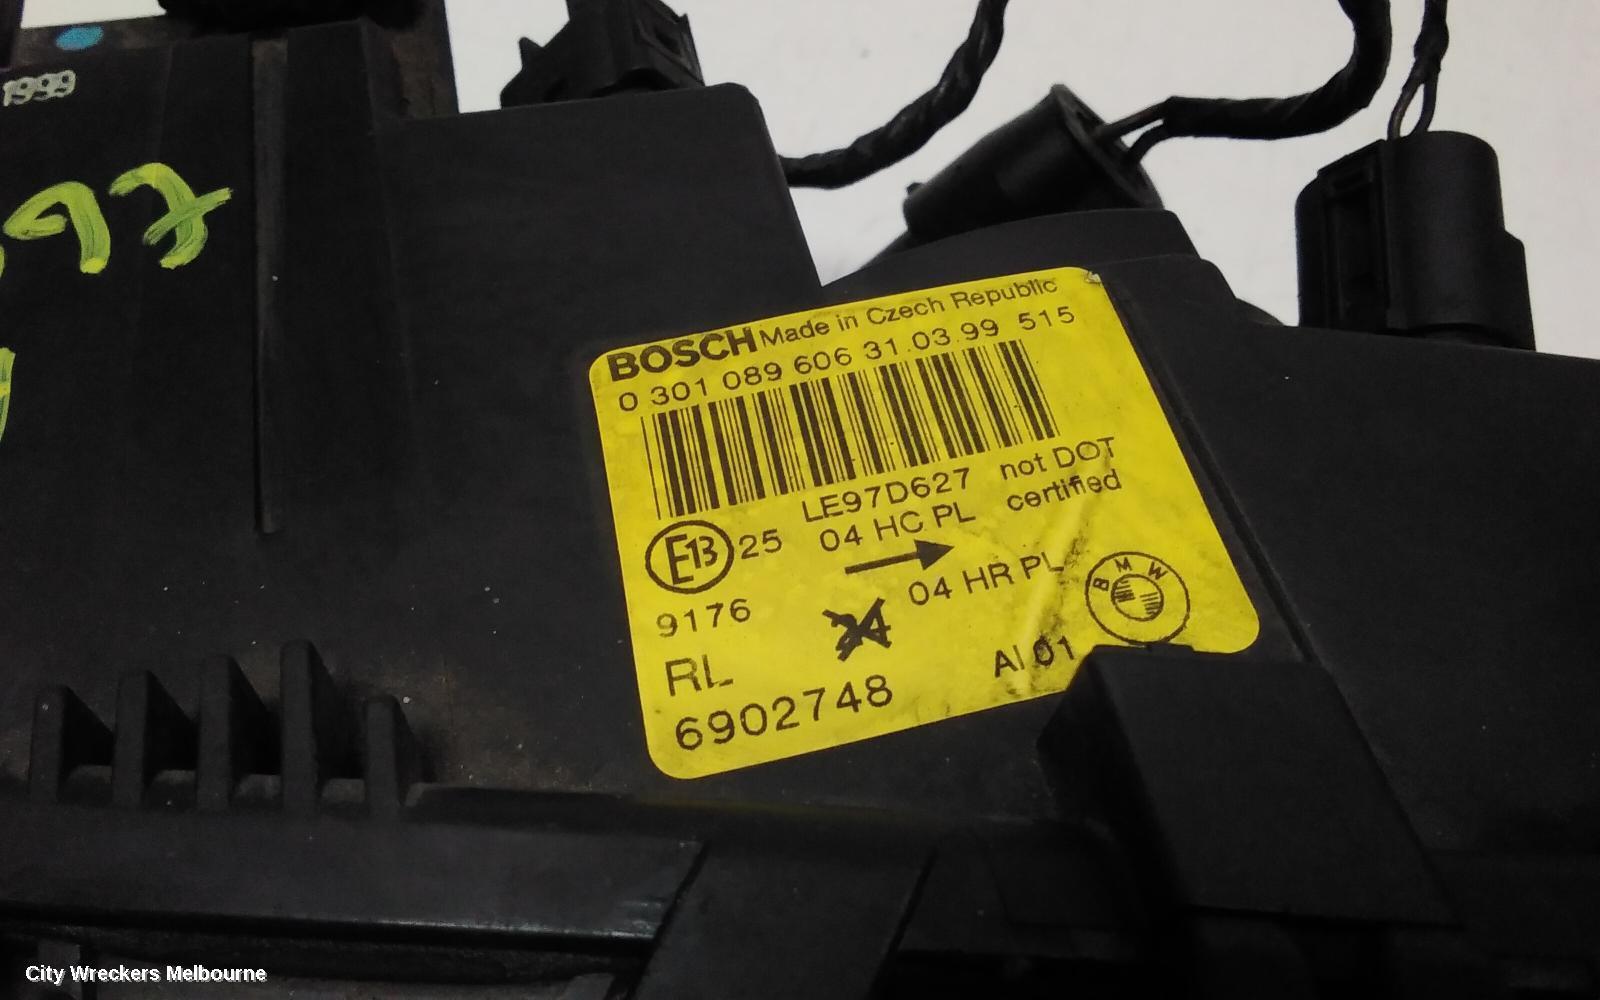 1999
97
BOSCH Made in Czech Republic
0 301 089 606 31.03.99 515
LE97D627 not DOT
certified
E13 25 04 HC PL
04 HR PL
9176
24
BMW
RL
AI 01
6902748
City Wreckers Melbourne